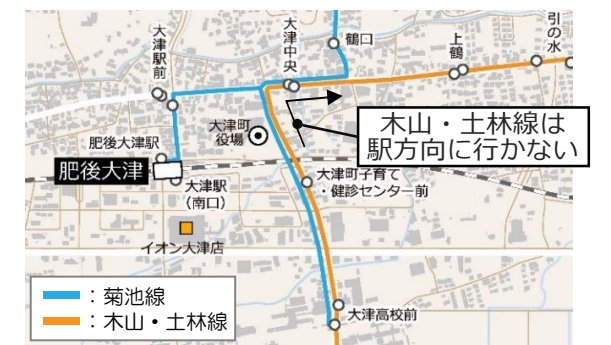 引の水
上鶴
鶴口
大津中央
大津駅前
大津町
役場
木山・土林線は
駅方向に行かない
肥後大津駅
肥後大津
大津駅
(南口)
大津町子育て
・健診センター前
イオン大津店
大津高校前
：菊池線
：木山・土林線